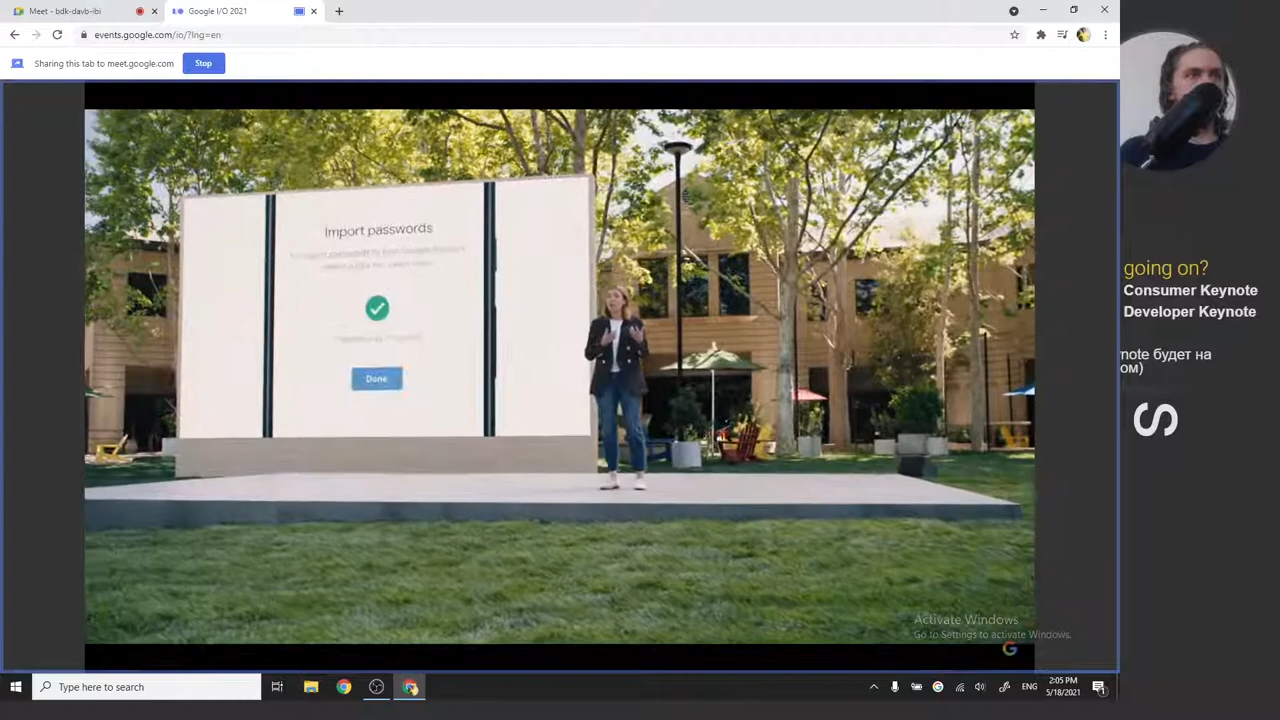 Meet - bdk-davb-ibi
Google I/O 2021
events.google.com/io/?lng=en
Sharing this tab to meet.google.com
Stop
Import passwords
Done
going on?
Consumer Keynote
Developer Keynote
note будет на
ом)
S
Activate Windows
Go to Settings to activate Windows.
G
Type here to search
ENG
2:05 PM
5/18/2021